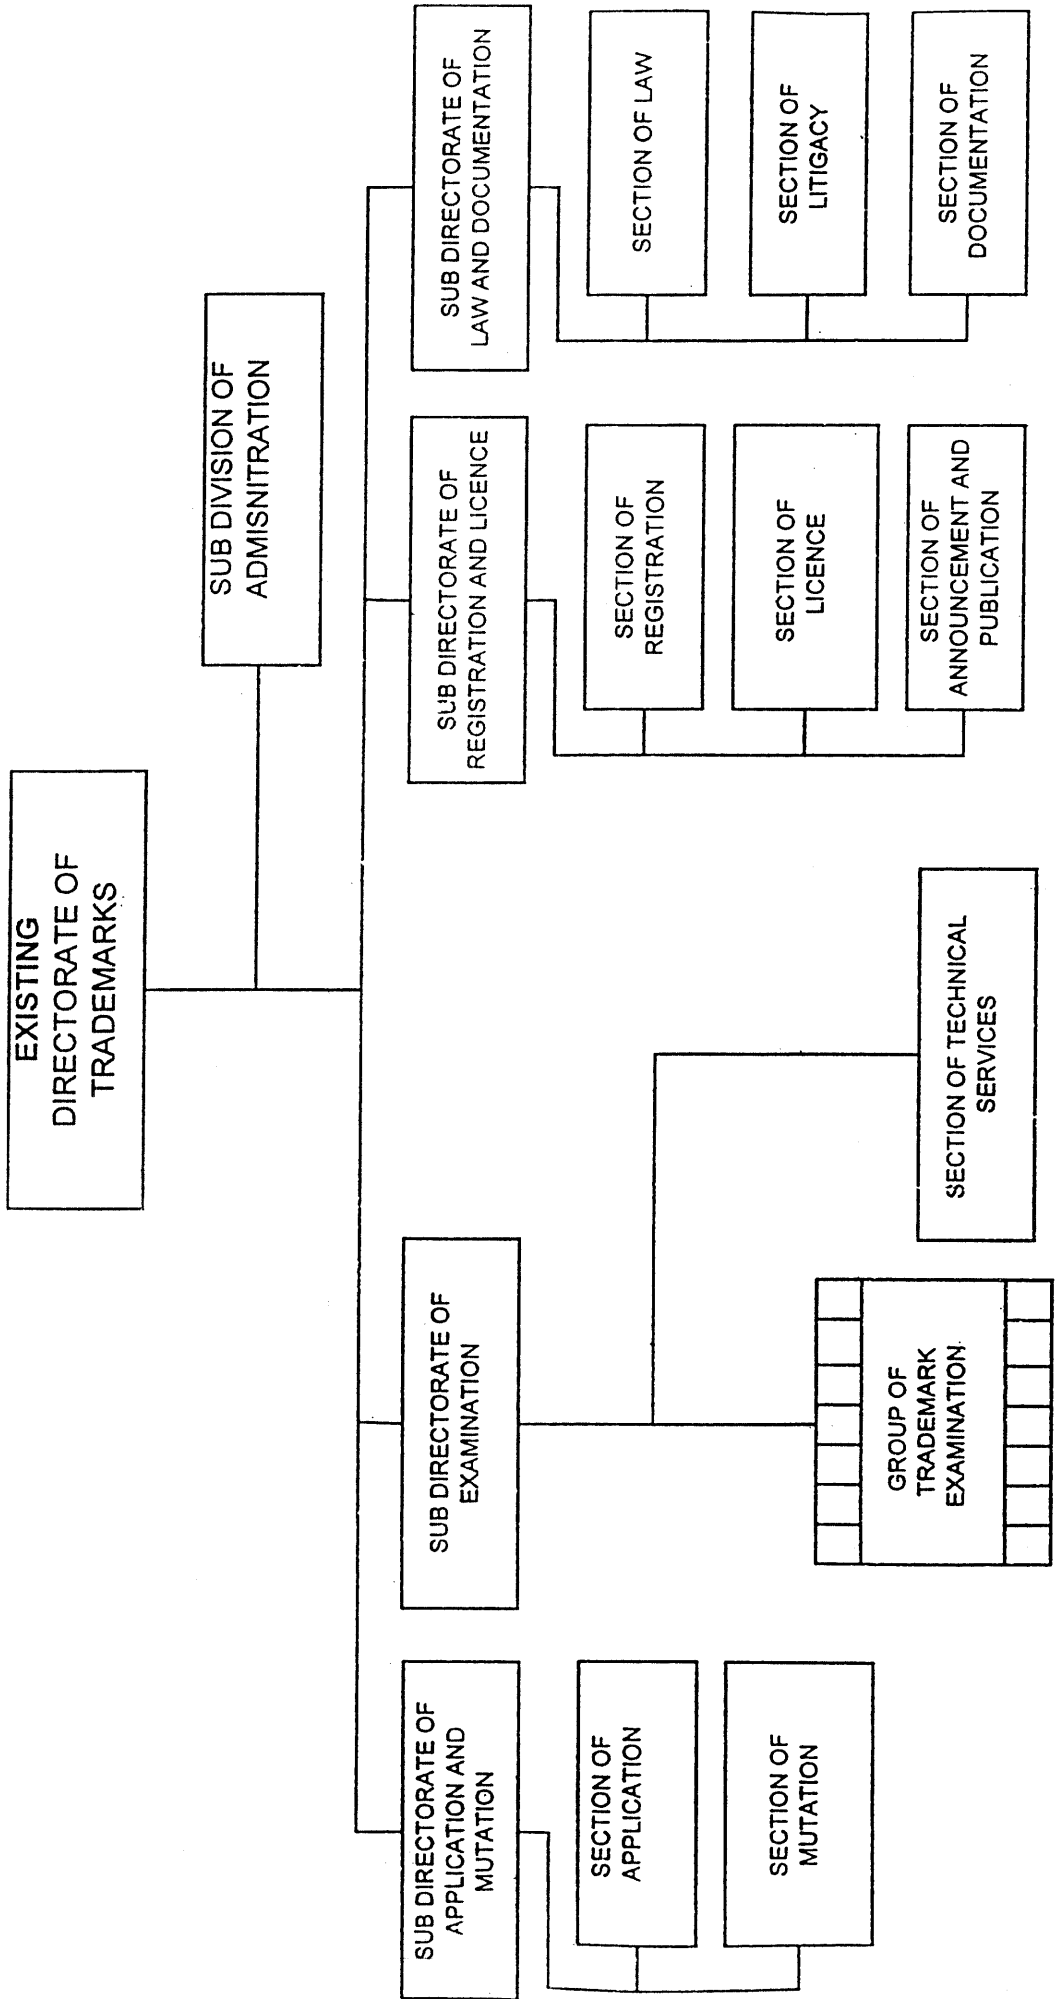 EXISTING
DIRECTORATE OF
TRADEMARKS
SUB DIVISION OF
ADMISNITRATION
SUB DIRECTORATE OF
APPLICATION AND
MUTATION
SECTION OF
APPLICATION
SECTION OF
MUTATION
SUB DIRECTORATE OF
EXAMINATION
GROUP OF
TRADEMARK
EXAMINATION
SECTION OF TECHNICAL
SERVICES
SUB DIRECTORATE OF
REGISTRATION AND LICENCE
SECTION OF
REGISTRATION
SECTION OF
LICENCE
SECTION OF
ANNOUNCEMENT AND
PUBLICATION
SUB DIRECTORATE OF
LAW AND DOCUMENTATION
SECTION OF LAW
SECTION OF
LITIGACY
SECTION OF
DOCUMENTATION